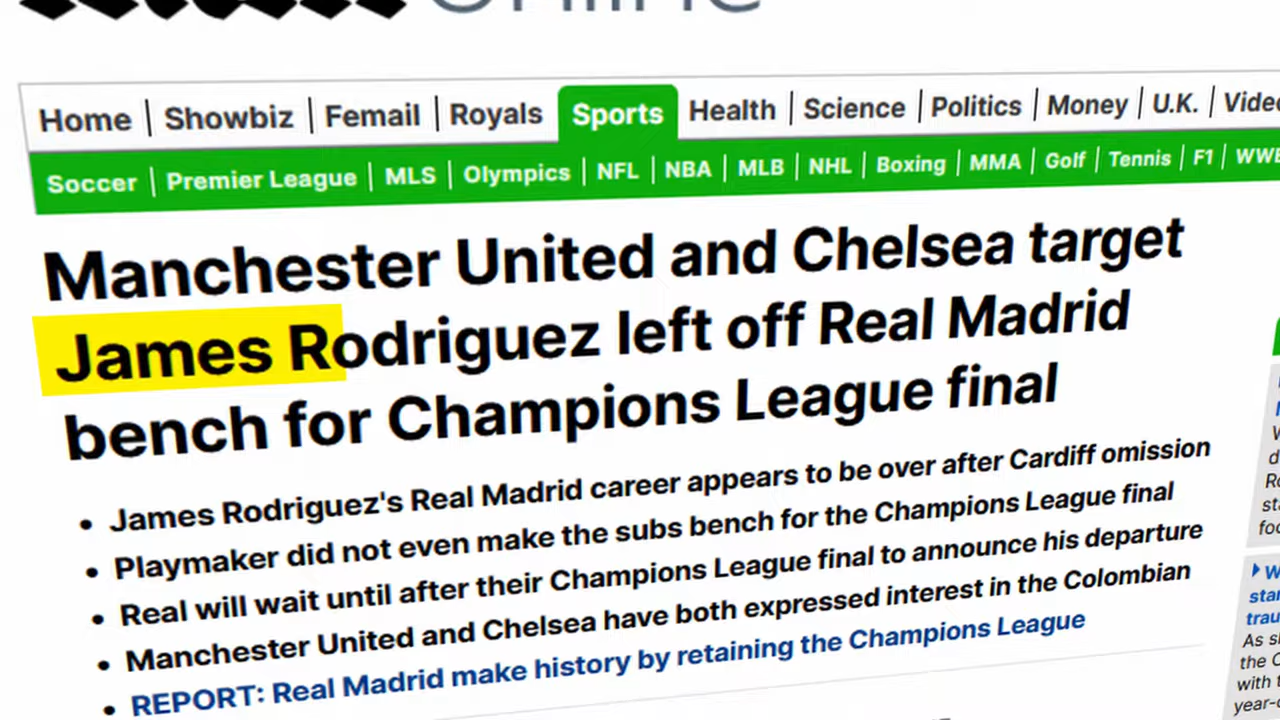 Online
Home | Showbiz | Femail | Royals Sports Health | Science | Politics | Money | U.K. |
Soccer | Premier League | MLS | Olympics | NFL | NBA | MLB | NHL | Boxing | MMA | Golf | Tennis | F1 | WWE
Manchester United and Chelsea target
James Rodriguez left off Real Madrid
bench for Champions League final
• James Rodriguez's Real Madrid career appears to be over after Cardiff omission
• Playmaker did not even make the subs bench for the Champions League final
• Real will wait until after their Champions League final to announce his departure
• Manchester United and Chelsea have both expressed interest in the Colombian
• REPORT: Real Madrid make history by retaining the Champions League
As
the
with